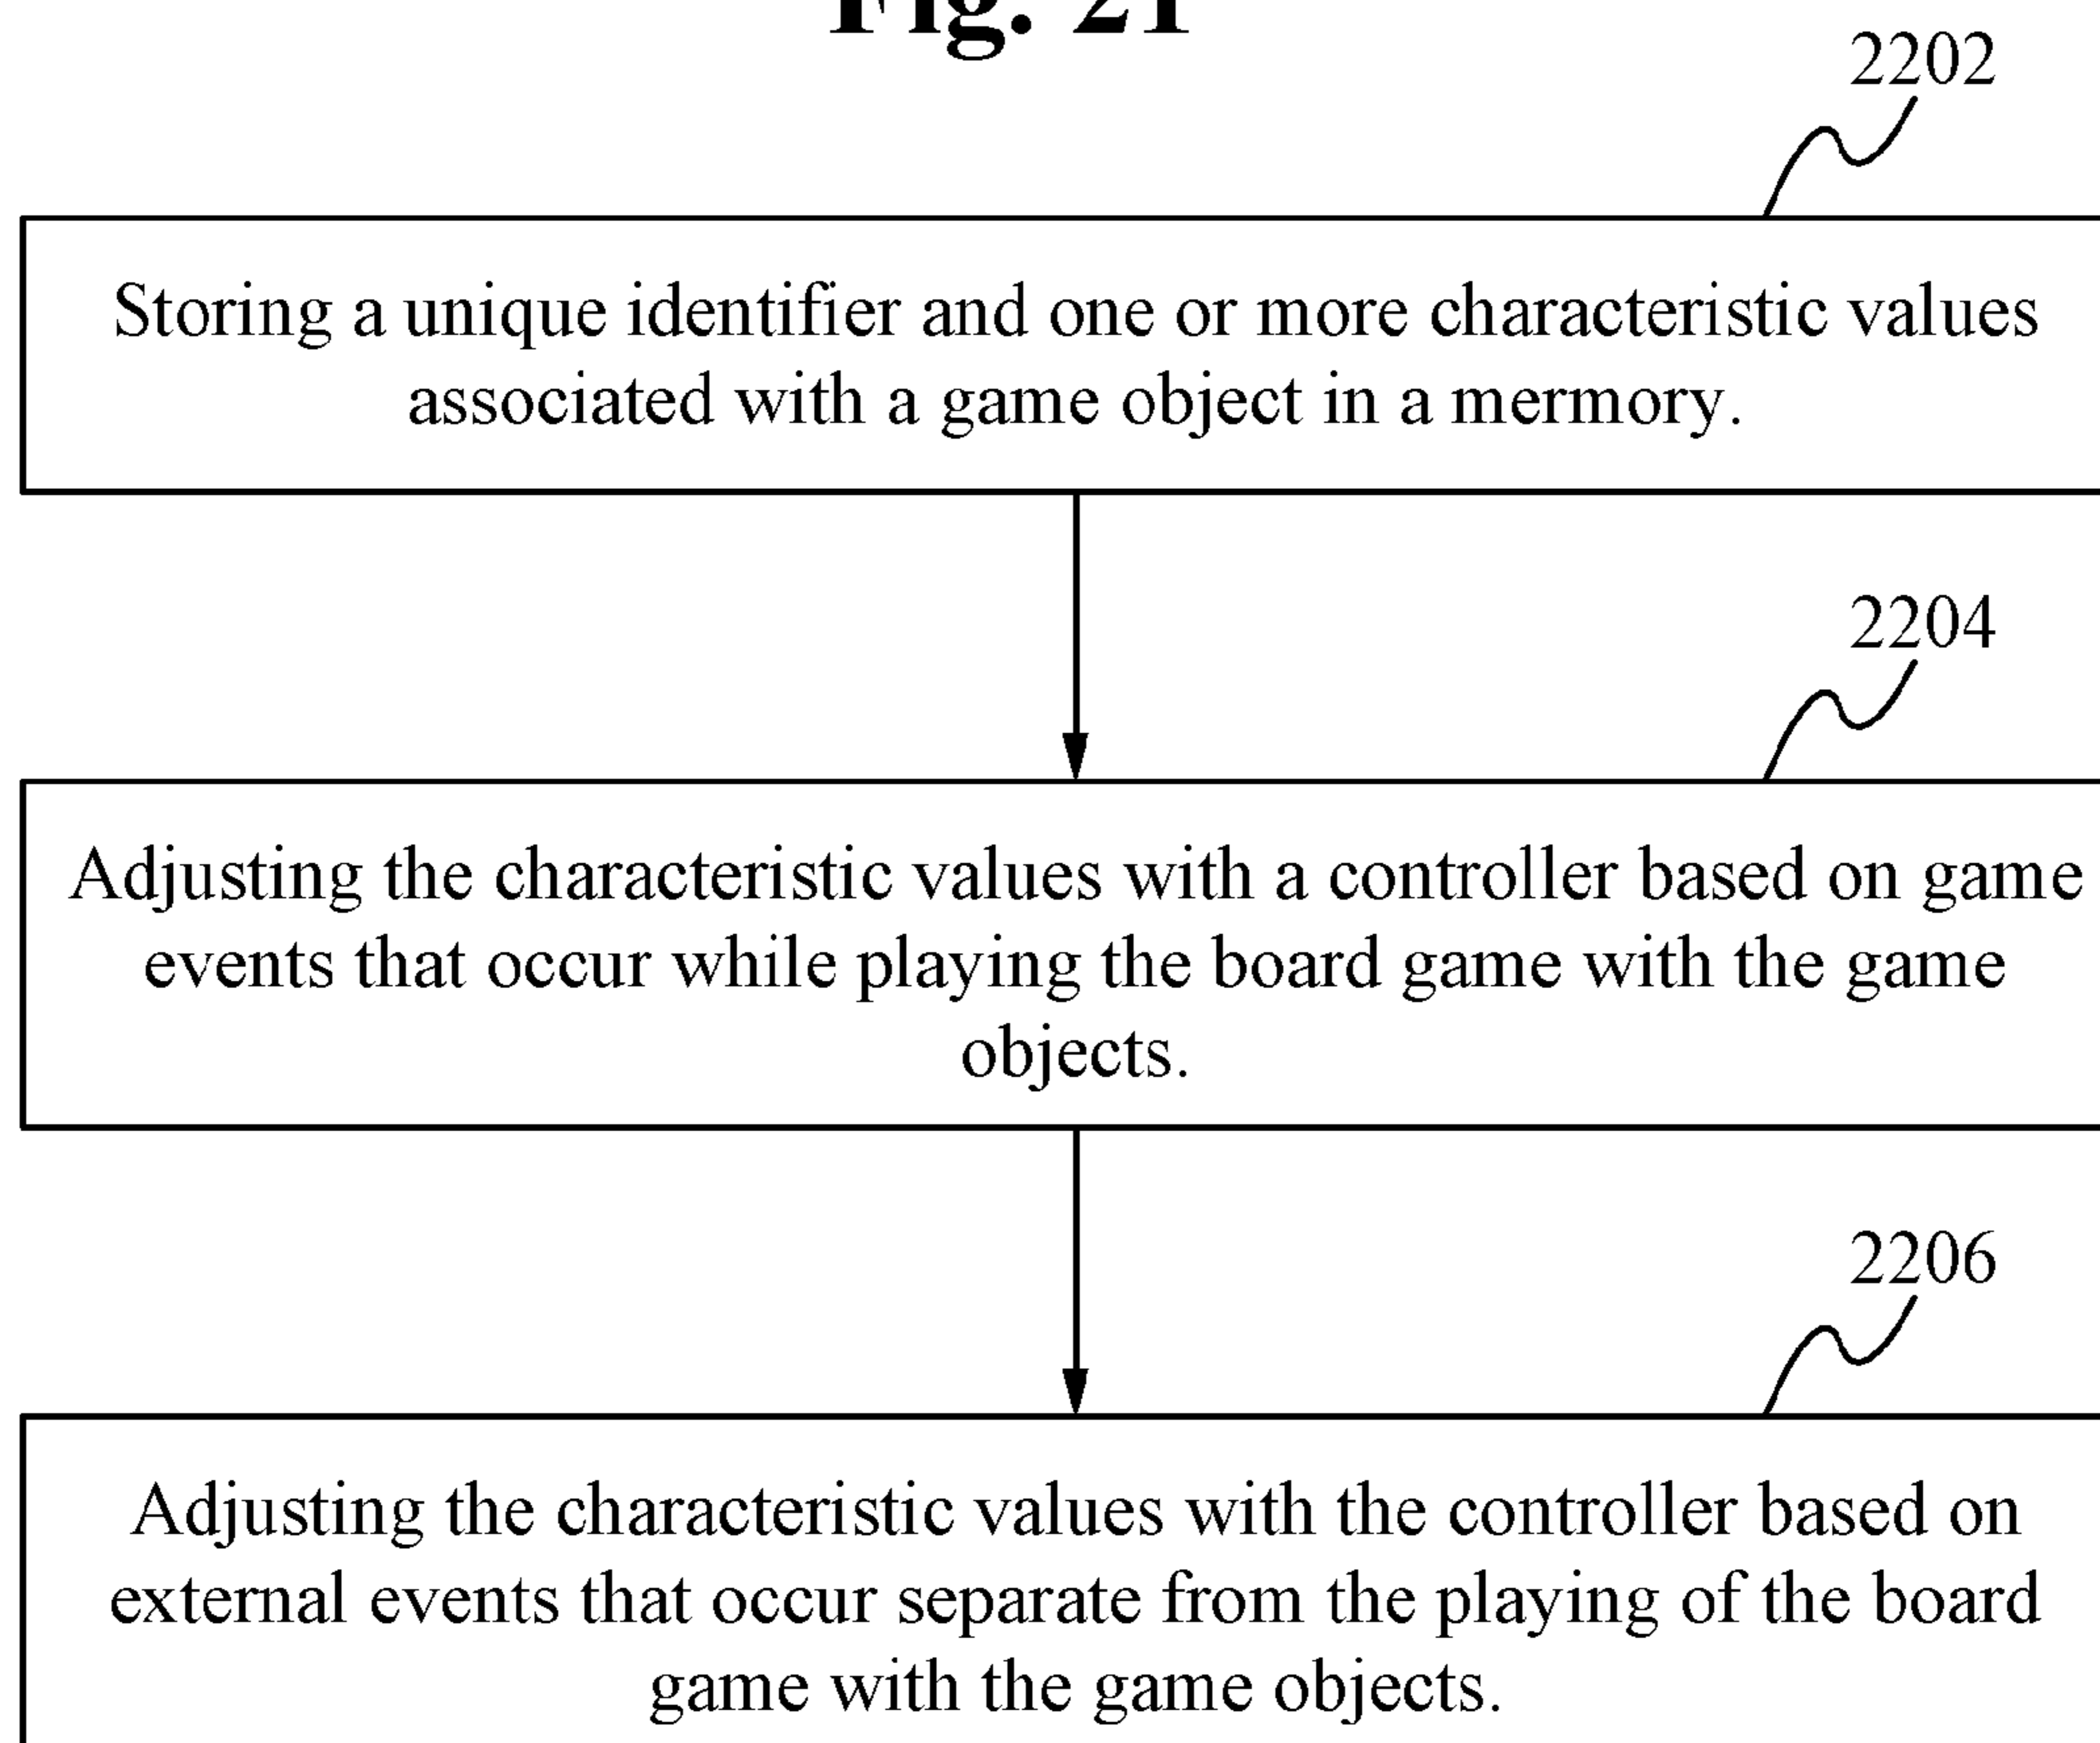 Fig. 21
2202
Storing a unique identifier and one or more characteristic values
associated with a game object in a mermory.
2204
Adjusting the characteristic values with a controller based on game
events that occur while playing the board game with the game
objects.
2206
Adjusting the characteristic values with the controller based on
external events that occur separate from the playing of the board
game with the game objects.